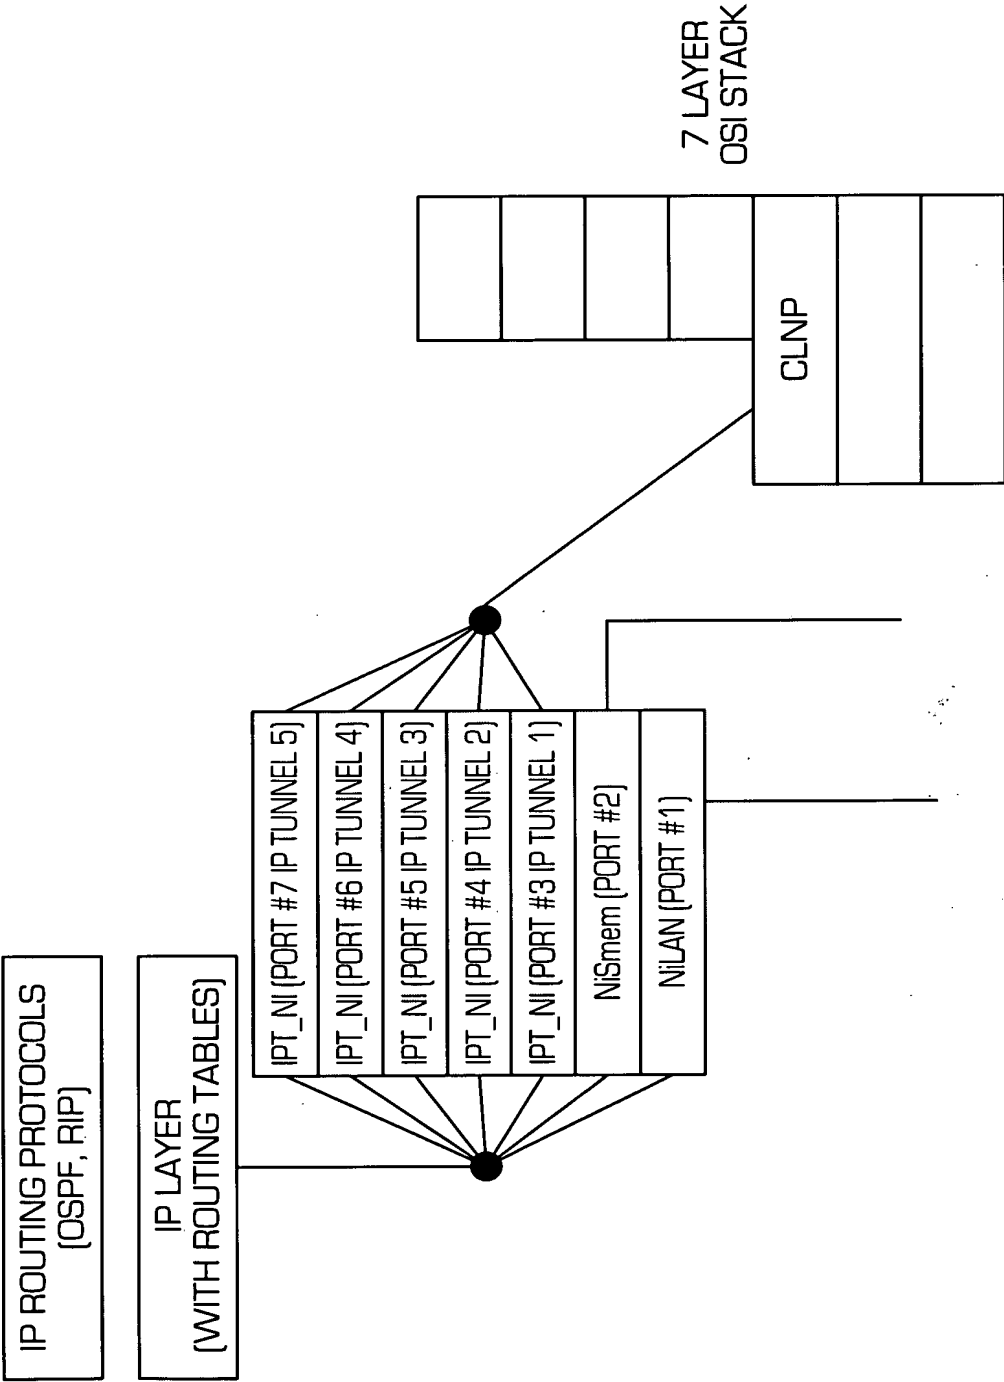 IP ROUTING PROTOCOLS
(OSPF, RIP)
IP LAYER
(WITH ROUTING TABLES)
IPT_NI (PORT #7 IP TUNNEL 5)
IPT_NI (PORT #6 IP TUNNEL 4)
IPT_NI (PORT #5 IP TUNNEL 3)
IPT_NI (PORT #4 IP TUNNEL 2)
IPT_NI (PORT #3 IP TUNNEL 1)
NiSmem (PORT #2)
NiLAN (PORT #1)
CLNP
7 LAYER
OSI STACK